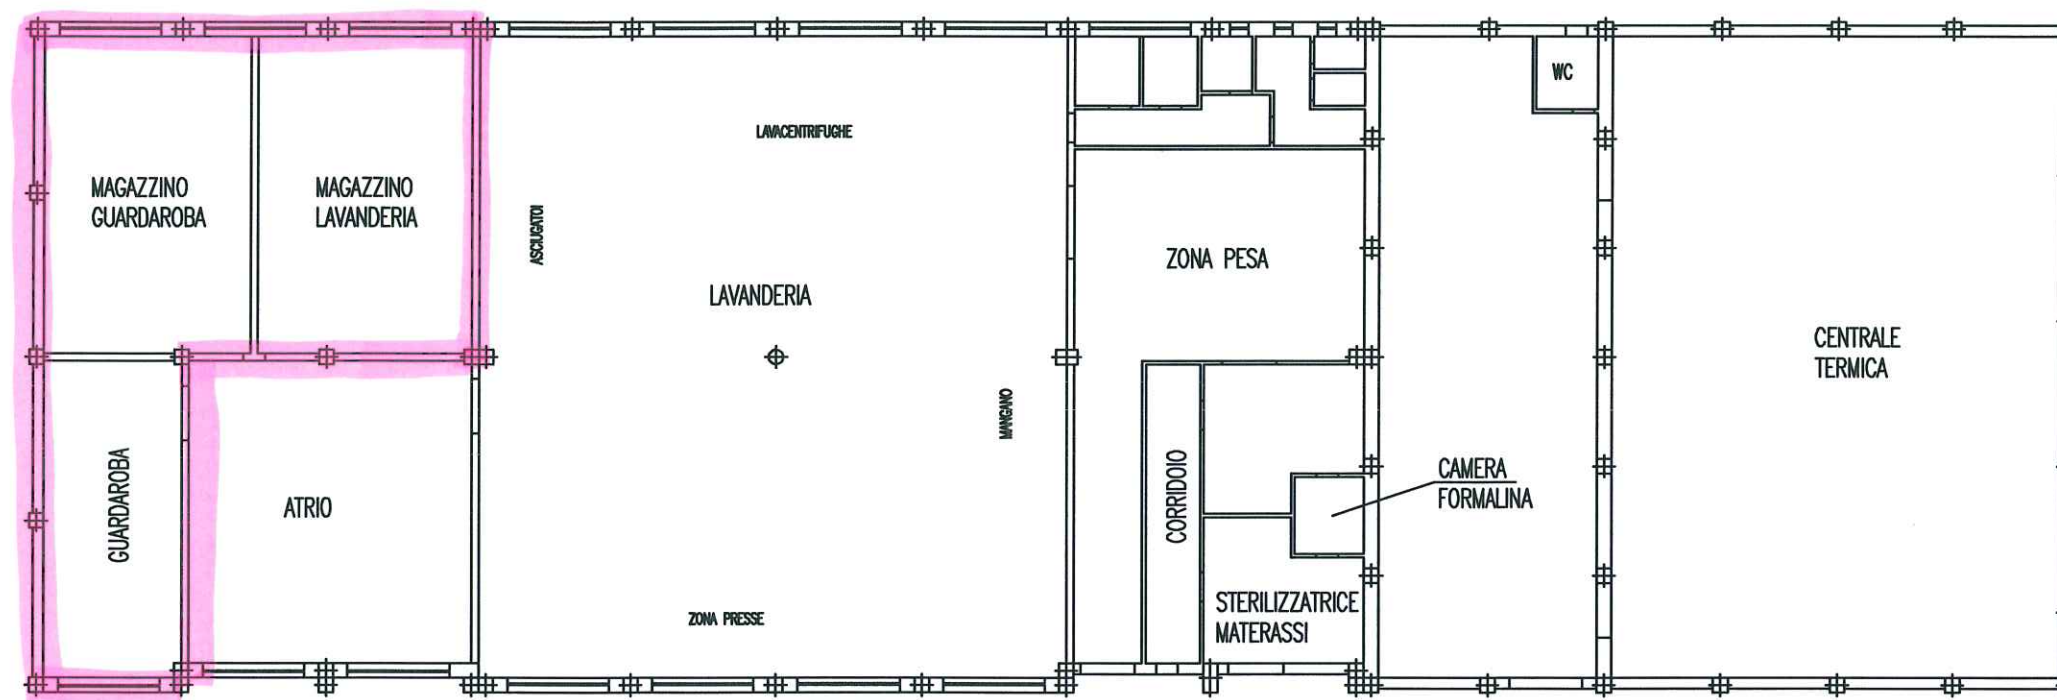 WC
LAVACENTRIFUGHE
MAGAZZINO
GUARDAROBA
MAGAZZINO
LAVANDERIA
ASCIUGATOI
ZONA PESA
LAVANDERIA
CENTRALE
TERMICA
MANGANO
GUARDAROBA
ATRIO
CORRIDOIO
CAMERA
FORMALINA
ZONA PRESSE
STERILIZZATRICE
MATERASSI